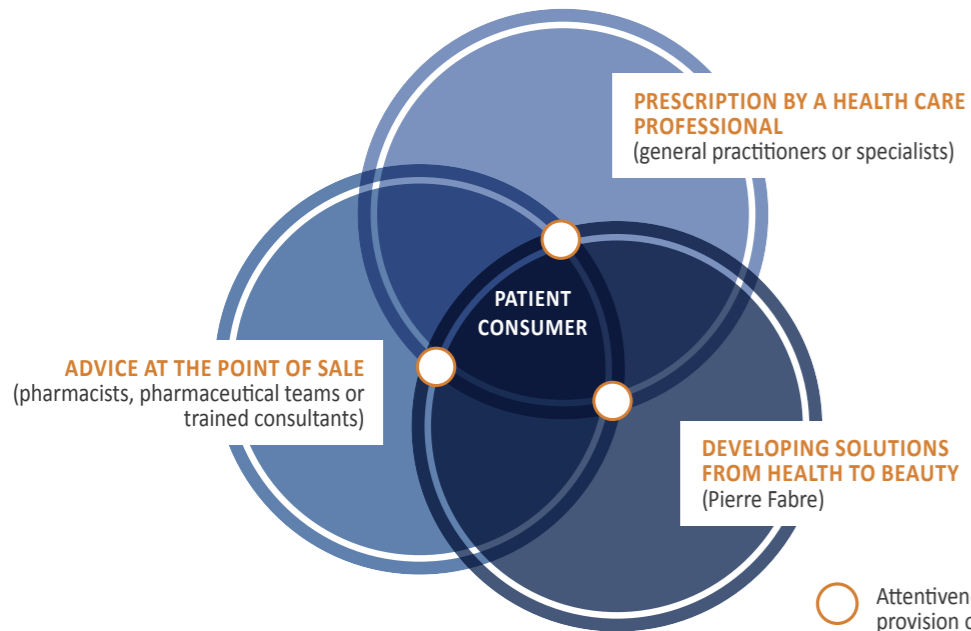 PRESCRIPTION BY A HEALTH CARE
PROFESSIONAL
(general practitioners or specialists)
PATIENT
CONSUMER
ADVICE AT THE POINT OF SALE
(pharmacists, pharmaceutical teams or
trained consultants)
DEVELOPING SOLUTIONS
FROM HEALTH TO BEAUTY
(Pierre Fabre)
provision